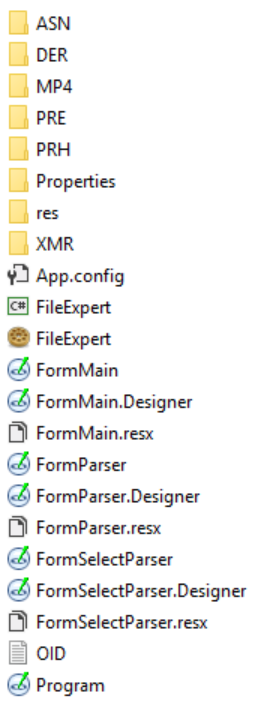 ASN
DER
MP4
PRE
PRH
Properties
res
XMR
App.config
C# FileExpert
FileExpert
FormMain
FormMain.Designer
FormMain.resx
FormParser
FormParser.Designer
FormParser.resx
FormSelectParser
FormSelectParser.Designer
FormSelectParser.resx
OID
Program